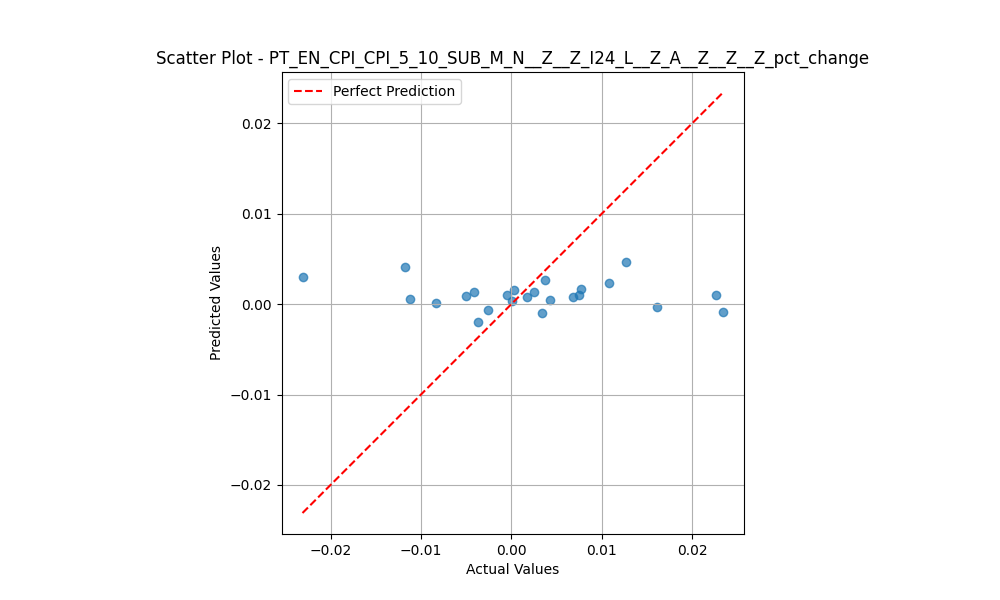 Scatter Plot - PT_EN_CPI_CPI_5_10_SUB_M_N__Z__Z_I24_L__Z_A__Z__Z__Z_pct_change
Perfect Prediction
0.02
0.01
0.00
−0.01
−0.02
Predicted Values
−0.02
−0.01
0.00
0.01
0.02
Actual Values